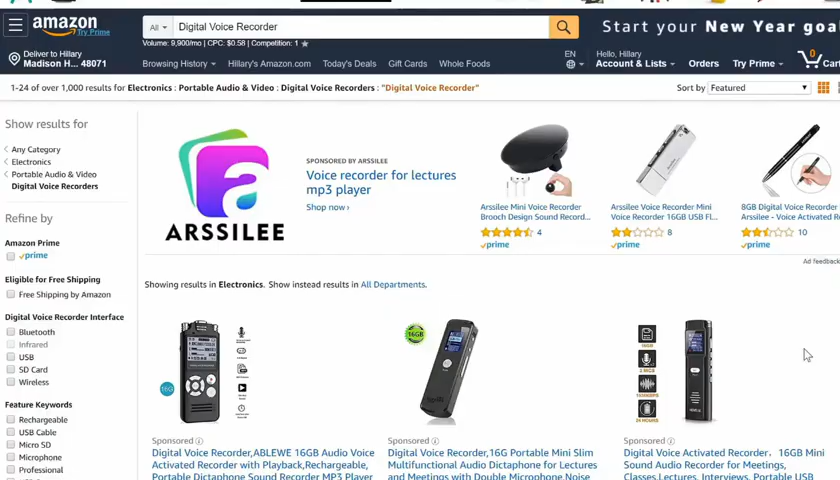 amazon
Try Prime
All
Digital Voice Recorder
Start your New Year goal
Volume: 9,900/mo | CPC: $0.58 | Competition: 1
Deliver to Hillary
Madison H... 48071
Browsing History
Hillary's Amazon.com
Today's Deals
Gift Cards
Whole Foods
EN
Hello, Hillary
Account & Lists
Orders
Try Prime
0
Cart
1-24 of over 1,000 results for Electronics : Portable Audio & Video : Digital Voice Recorders : "Digital Voice Recorder"
Sort by
Featured
Show results for
Any Category
Electronics
Portable Audio & Video
Digital Voice Recorders
Refine by
Amazon Prime
prime
Eligible for Free Shipping
Free Shipping by Amazon
Digital Voice Recorder Interface
Bluetooth
Infrared
USB
SD Card
Wireless
Feature Keywords
Rechargeable
USB Cable
Micro SD
Microphone
Professional
ARSSILEE
SPONSORED BY ARSSILEE
Voice recorder for lectures
mp3 player
Shop now ›
Arssilee Mini Voice Recorder
Brooch Design Sound Record...
4
prime
Arssilee Voice Recorder Mini
Voice Recorder 16GB USB Fl...
8
prime
8GB Digital Voice Recorder
Arssilee - Voice Activated R
10
prime
Ad feedback
Showing results in Electronics. Show instead results in All Departments.
16G
Sponsored
Digital Voice Recorder,ABLEWE 16GB Audio Voice
Activated Recorder with Playback,Rechargeable,
Portable Dictaphone Sound Recorder MP3 Player
16GB
Sponsored
Digital Voice Recorder,16G Portable Mini Slim
Multifunctional Audio Dictaphone for Lectures
and Meetings with Double Microphone,Noise
16GB
2 MICS
1536KBPS
24 HOURS
Sponsored
Digital Voice Activated Recorder, 16GB Mini
Sound Audio Recorder for Meetings,
Classes,Lectures, Interviews, Portable USB